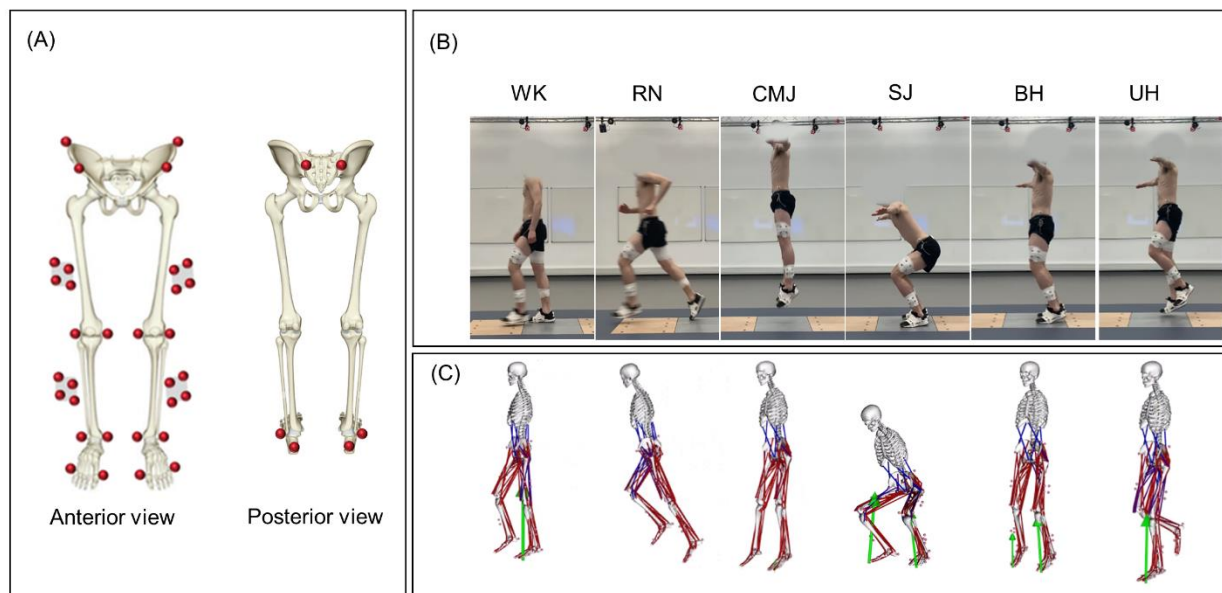 (A)
Anterior view
Posterior view
(B)
WK RN CMJ SJ BH UH
(C)